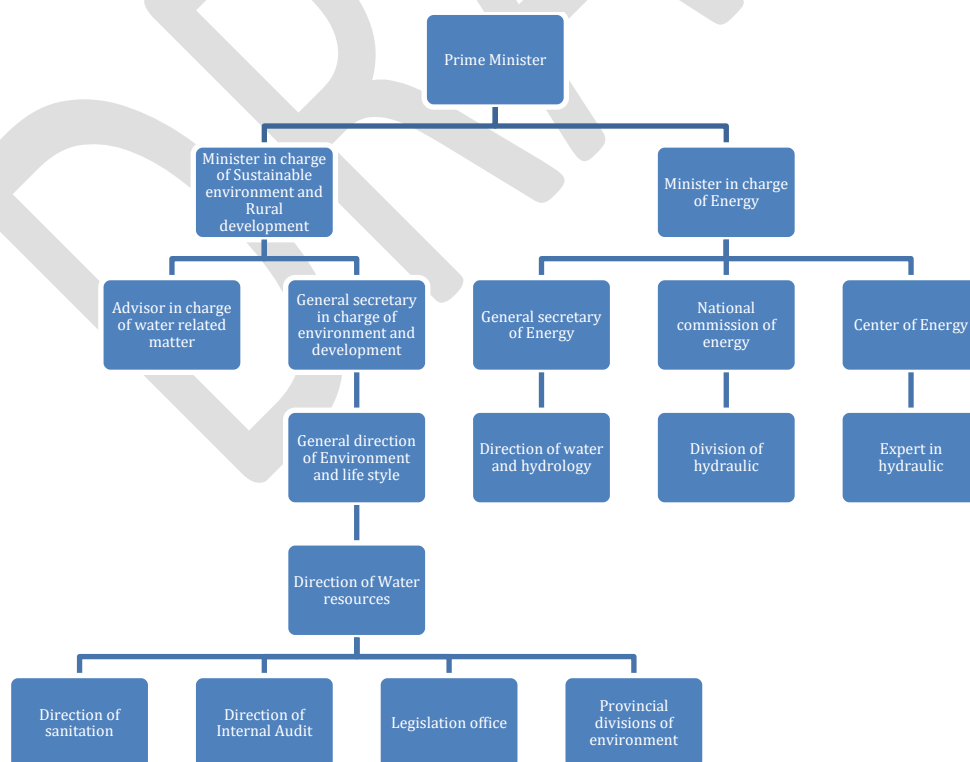 Prime Minister
Minister in charge
of Sustainable
environment and
Rural
development
Minister in charge
of Energy
Advisor in charge
of water related
matter
General secretary
in charge of
environment and
development
General secretary
of Energy
National
commission of
energy
Center of Energy
General direction
of Environment
and life style
Direction of water
and hydrology
Division of
hydraulic
Expert in
hydraulic
Direction of Water
resources
Direction of
sanitation
Direction of
Internal Audit
Legislation office
Provincial
divisions of
environment